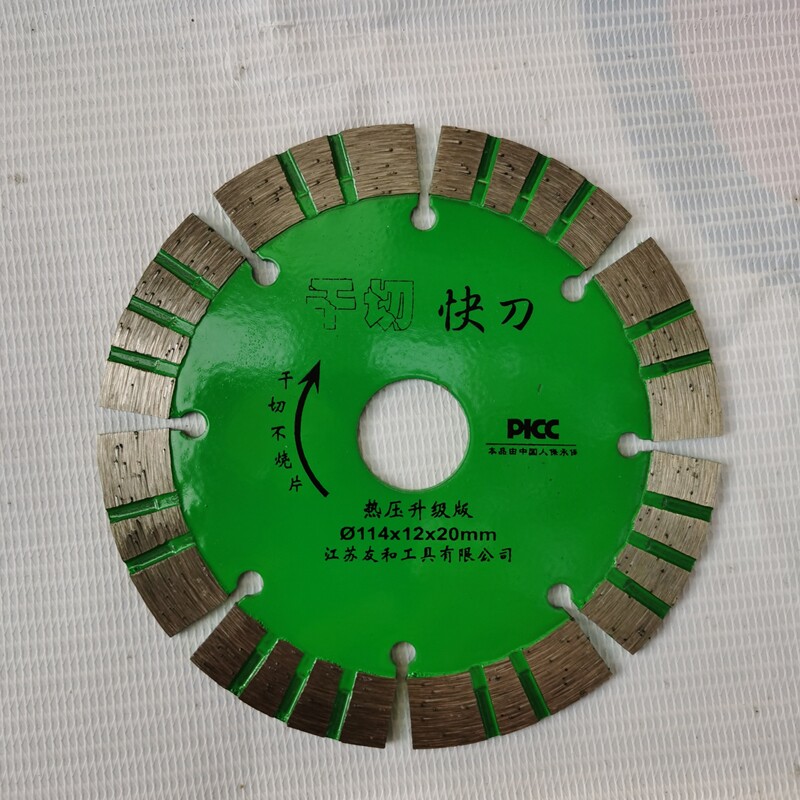 干切 快刀
干切不烧片
PICC
本品由中国人保承保
热压升级版
Ø114x12x20mm
江苏友和工具有限公司